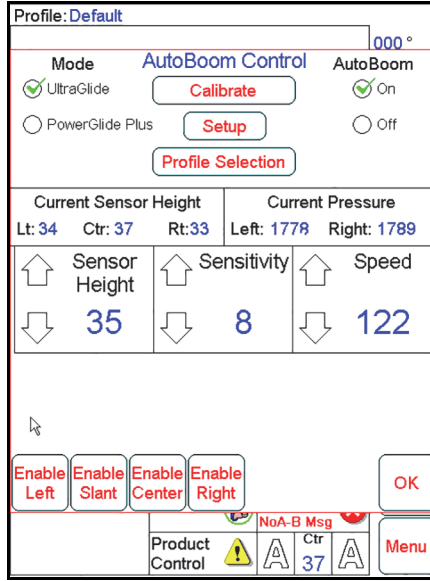 Profile: Default
000 °
Mode AutoBoom Control AutoBoom
UltraGlide Calibrate On
PowerGlide Plus Setup Off
Profile Selection
Current Sensor Height Current Pressure
Lt: 34 Ctr: 37 Rt:33 Left: 1778 Right: 1789
Sensor Sensitivity Speed
Height
35 8 122
Enable Enable Enable Enable OK
Left Slant Center Right
NoA-B Msg
Product Ctr Menu
Control A 37 A